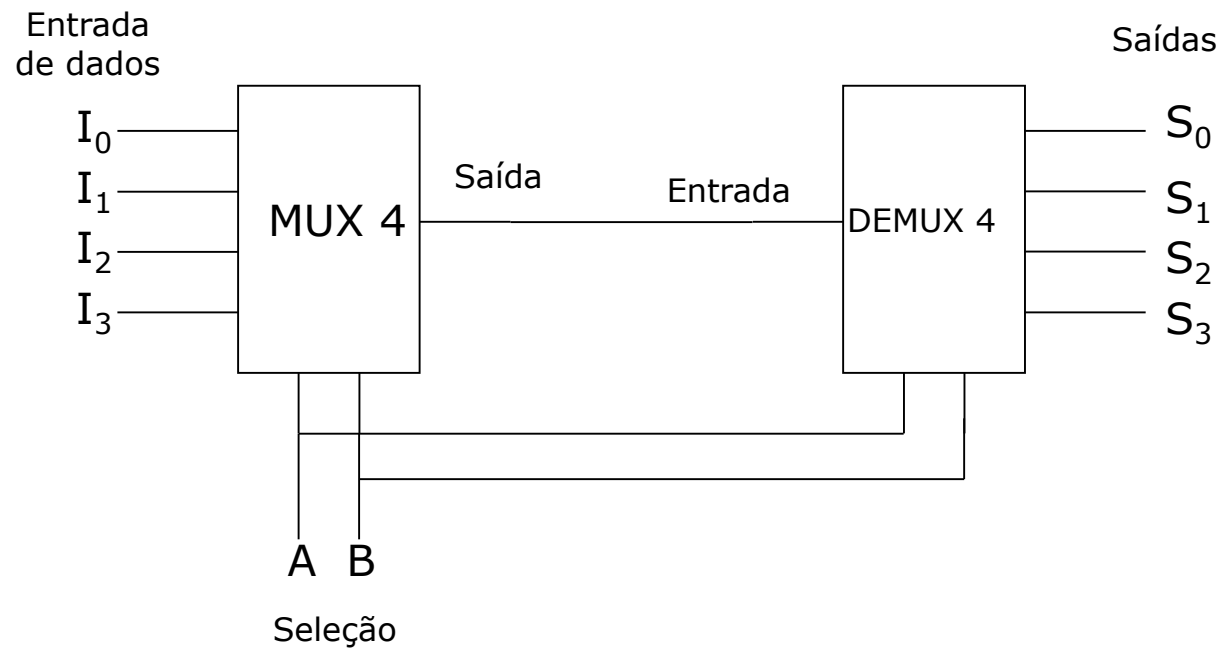 Entrada
de dados
Saídas
I₀
I₁
I₂
I₃
MUX 4
Saída
Entrada
DEMUX 4
S₀
S₁
S₂
S₃
A B
Seleção